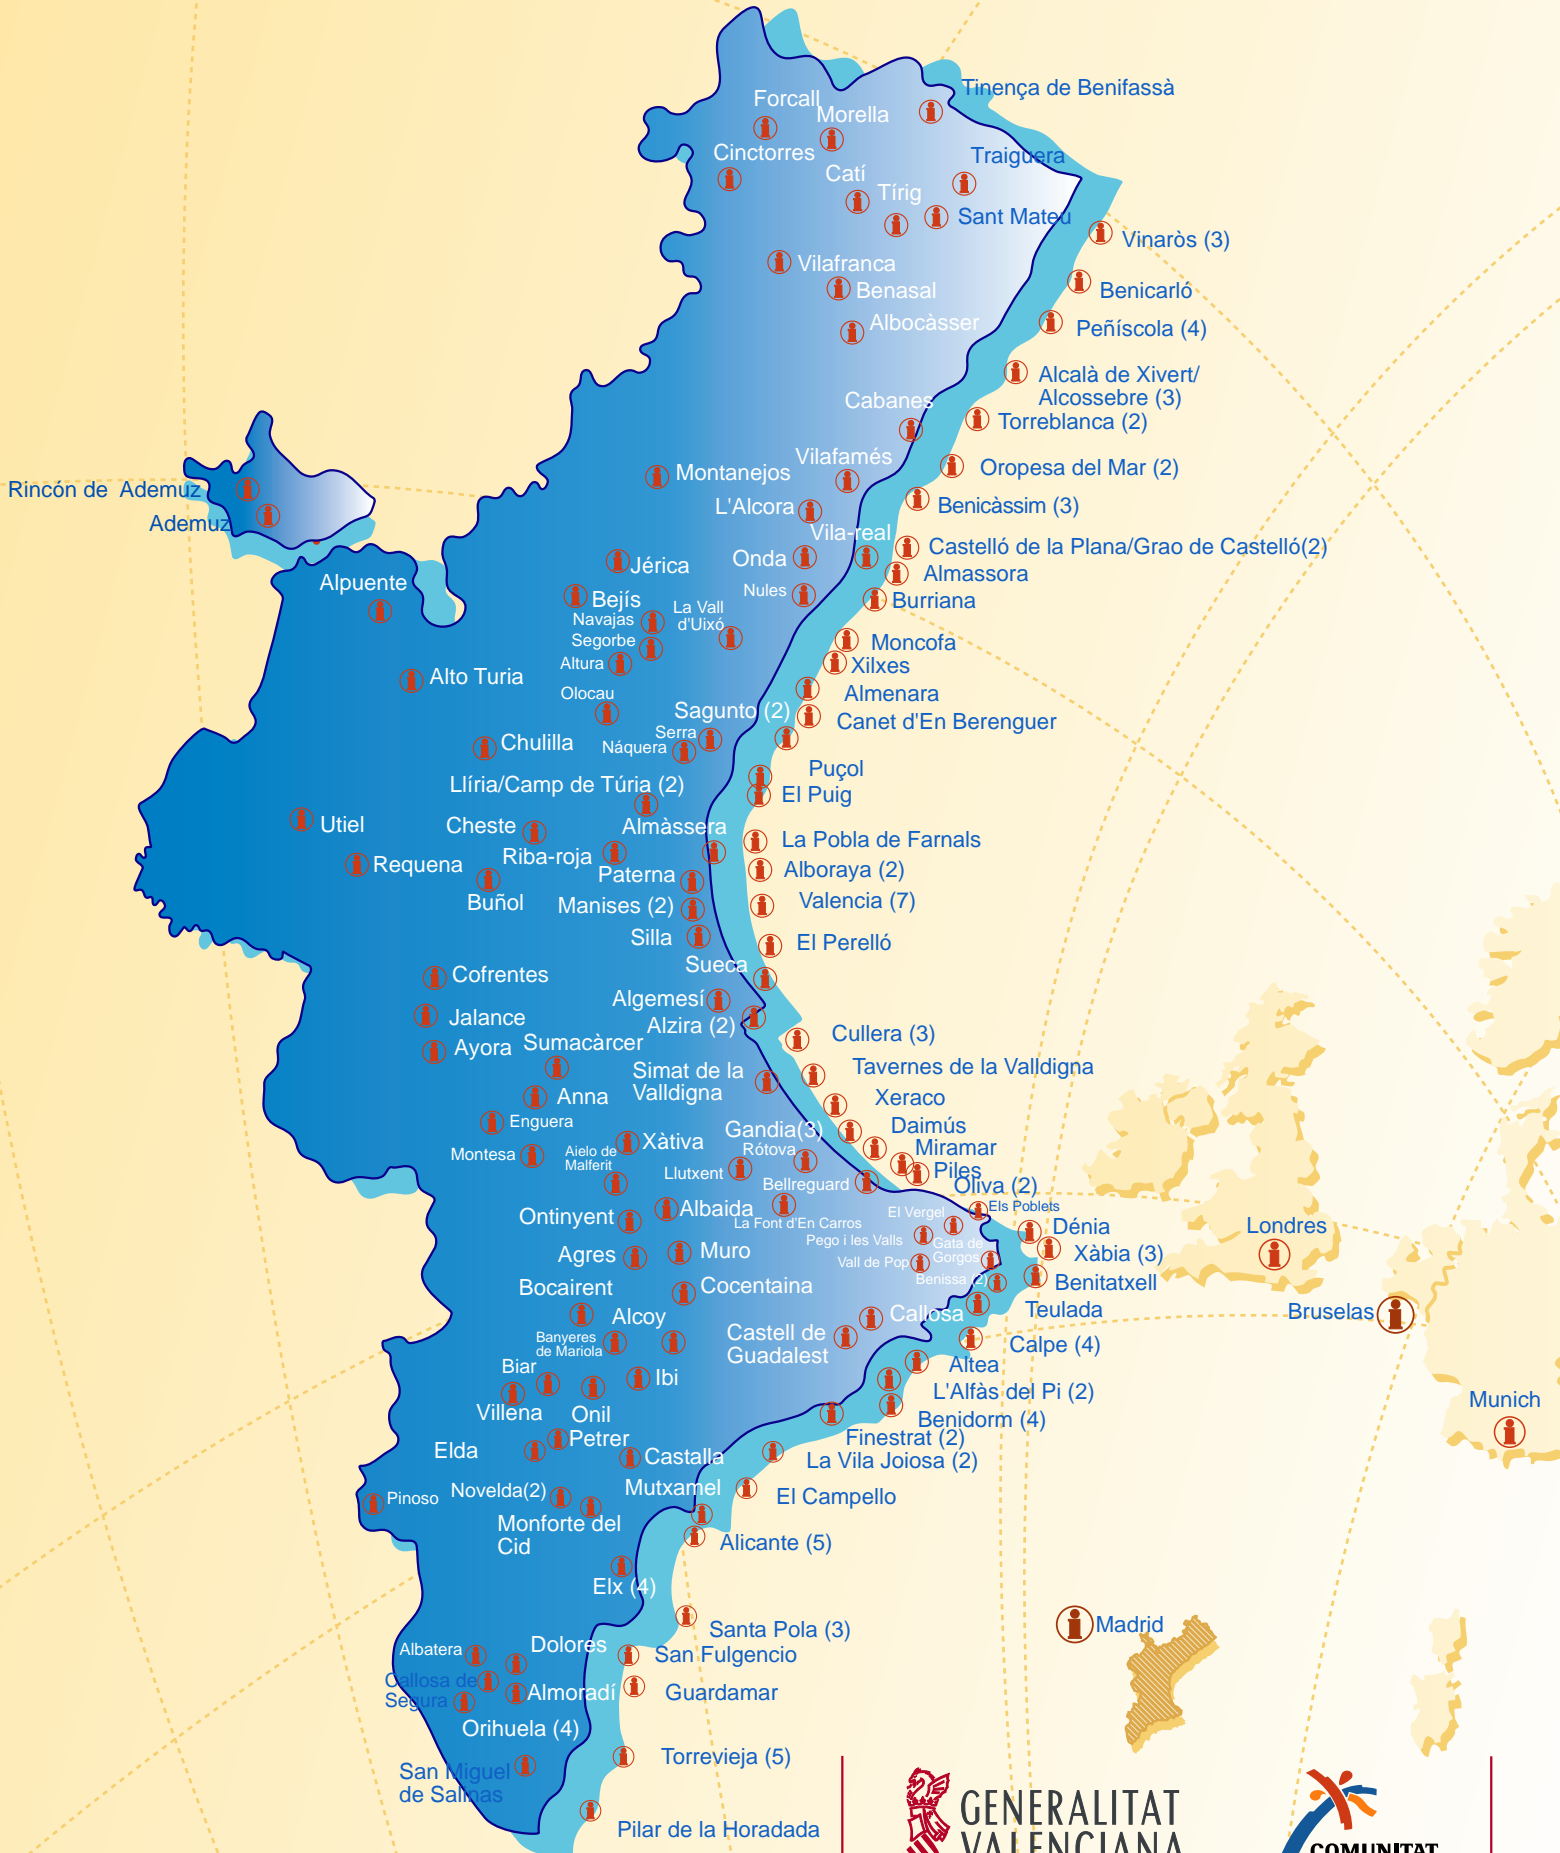 Tinença de Benifassà
Forcall
Morella
Cinctorres
Traiguera
Catí
Tírig
Sant Mateu
Vinaròs (3)
Vilafranca
Benasal
Benicarló
Albocàsser
Peñíscola (4)
Alcalà de Xivert/
Alcossebre (3)
Cabanes
Torreblanca (2)
Vilafamés
Oropesa del Mar (2)
Montanejos
Rincón de Ademuz
L'Alcora
Benicàssim (3)
Ademuz
Vila-real
Castelló de la Plana/Grao de Castelló(2)
Onda
Jérica
Almassora
Alpuente
Nules
Bejís
Burriana
La Vall
d'Uixó
Navajas
Segorbe
Moncofa
Altura
Xilxes
Alto Turia
Olocau
Almenara
Sagunto (2)
Canet d'En Berenguer
Serra
Náquera
Chulilla
Puçol
Llíria/Camp de Túria (2)
El Puig
Utiel
Cheste
Almàssera
La Pobla de Farnals
Riba-roja
Requena
Paterna
Alboraya (2)
Buñol
Manises (2)
Valencia (7)
Silla
El Perelló
Sueca
Cofrentes
Algemesí
Jalance
Alzira (2)
Cullera (3)
Ayora
Sumacàrcer
Simat de la
Valldigna
Tavernes de la Valldigna
Anna
Xeraco
Enguera
Gandia(3)
Daimús
Xàtiva
Rótova
Miramar
Montesa
Aielo de
Malferit
Llutxent
Piles
Bellreguard
Oliva (2)
Els Poblets
Albaida
Ontinyent
La Font d'En Carros
El Vergel
Dénia
Londres
Pego i les Valls
Gata de
Gorgos
Xàbia (3)
Agres
Muro
Vall de Pop
Benissa (2)
Benitatxell
Bocairent
Cocentaina
Teulada
Bruselas
Alcoy
Callosa
Banyeres
de Mariola
Castell de
Guadalest
Calpe (4)
Biar
Altea
Ibi
L'Alfàs del Pi (2)
Munich
Villena
Onil
Benidorm (4)
Petrer
Finestrat (2)
Elda
Castalla
La Vila Joiosa (2)
Mutxamel
Pinoso
Novelda(2)
El Campello
Monforte del
Cid
Alicante (5)
Elx (4)
Santa Pola (3)
Madrid
Albatera
Dolores
San Fulgencio
Callosa de
Segura
Almoradí
Guardamar
Orihuela (4)
Torrevieja (5)
San Miguel
de Salinas
Pilar de la Horadada
GENERALITAT
VALENCIANA
COMUNITAT